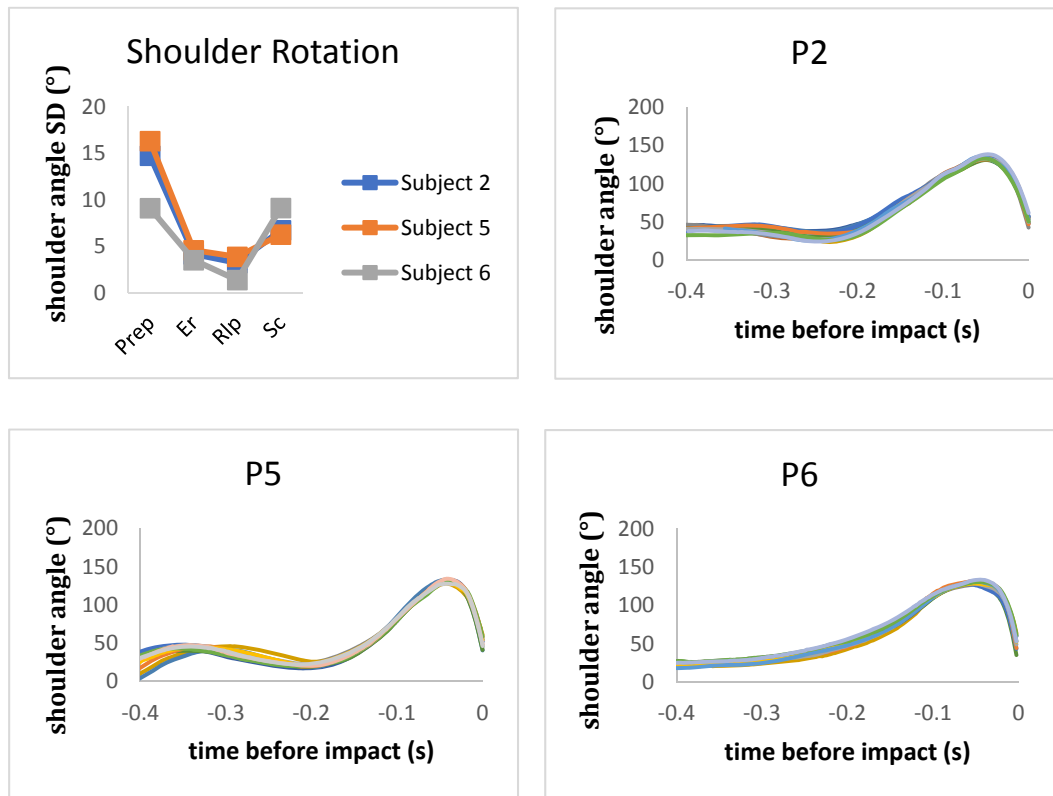 Shoulder Rotation
shoulder angle SD (°)
20
15
10
5
0
Prep
Er
Rlp
Sc
Subject 2
Subject 5
Subject 6
P2
shoulder angle (°)
200
150
100
50
0
-0.4
-0.3
-0.2
-0.1
0
time before impact (s)
P5
shoulder angle (°)
200
150
100
50
0
-0.4
-0.3
-0.2
-0.1
0
time before impact (s)
P6
shoulder angle (°)
200
150
100
50
0
-0.4
-0.3
-0.2
-0.1
0
time before impact (s)